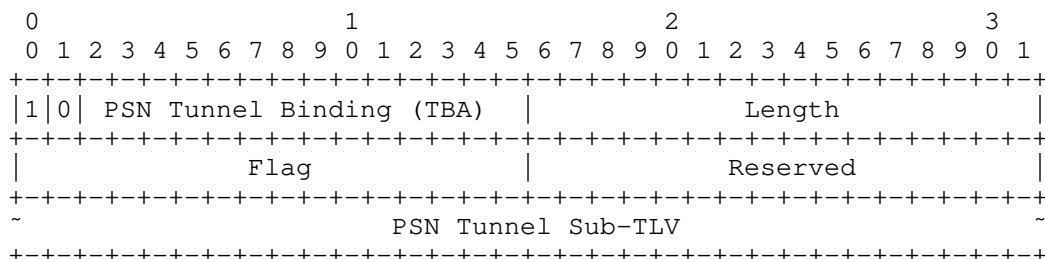 0                   1                   2                   3
 0 1 2 3 4 5 6 7 8 9 0 1 2 3 4 5 6 7 8 9 0 1 2 3 4 5 6 7 8 9 0 1
+-+-+-+-+-+-+-+-+-+-+-+-+-+-+-+-+-+-+-+-+-+-+-+-+-+-+-+-+-+-+-+-+
|1|0| PSN Tunnel Binding (TBA)  |            Length             |
+-+-+-+-+-+-+-+-+-+-+-+-+-+-+-+-+-+-+-+-+-+-+-+-+-+-+-+-+-+-+-+-+
|             Flag              |           Reserved            |
+-+-+-+-+-+-+-+-+-+-+-+-+-+-+-+-+-+-+-+-+-+-+-+-+-+-+-+-+-+-+-+-+
~                       PSN Tunnel Sub-TLV                      ~
+-+-+-+-+-+-+-+-+-+-+-+-+-+-+-+-+-+-+-+-+-+-+-+-+-+-+-+-+-+-+-+-+